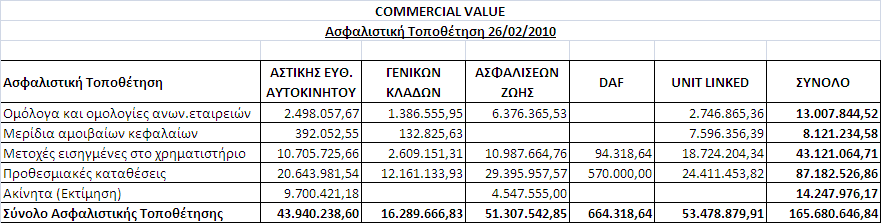 COMMERCIAL VALUE
Ασφαλιστική Τοποθέτηση 26/02/2010
Ασφαλιστική Τοποθέτηση ΑΣΤΙΚΗΣ ΕΥΘ. ΑΥΤΟΚΙΝΗΤΟΥ ΓΕΝΙΚΩΝ ΚΛΑΔΩΝ ΑΣΦΑΛΙΣΕΩΝ ΖΩΗΣ DAF UNIT LINKED ΣΥΝΟΛΟ
Ομόλογα και ομολογίες ανων.εταιρειών 2.498.057,67 1.386.555,95 6.376.365,53 2.746.865,36 13.007.844,52
Μερίδια αμοιβαίων κεφαλαίων 392.052,55 132.825,63 7.596.356,39 8.121.234,58
Μετοχές εισηγμένες στο χρηματιστήριο 10.705.725,66 2.609.151,31 10.987.664,76 94.318,64 18.724.204,34 43.121.064,71
Προθεσμιακές καταθέσεις 20.643.981,54 12.161.133,93 29.395.957,57 570.000,00 24.411.453,82 87.182.526,86
Ακίνητα (Εκτίμηση) 9.700.421,18 4.547.555,00 14.247.976,17
Σύνολο Ασφαλιστικής Τοποθέτησης 43.940.238,60 16.289.666,83 51.307.542,85 664.318,64 53.478.879,91 165.680.646,84